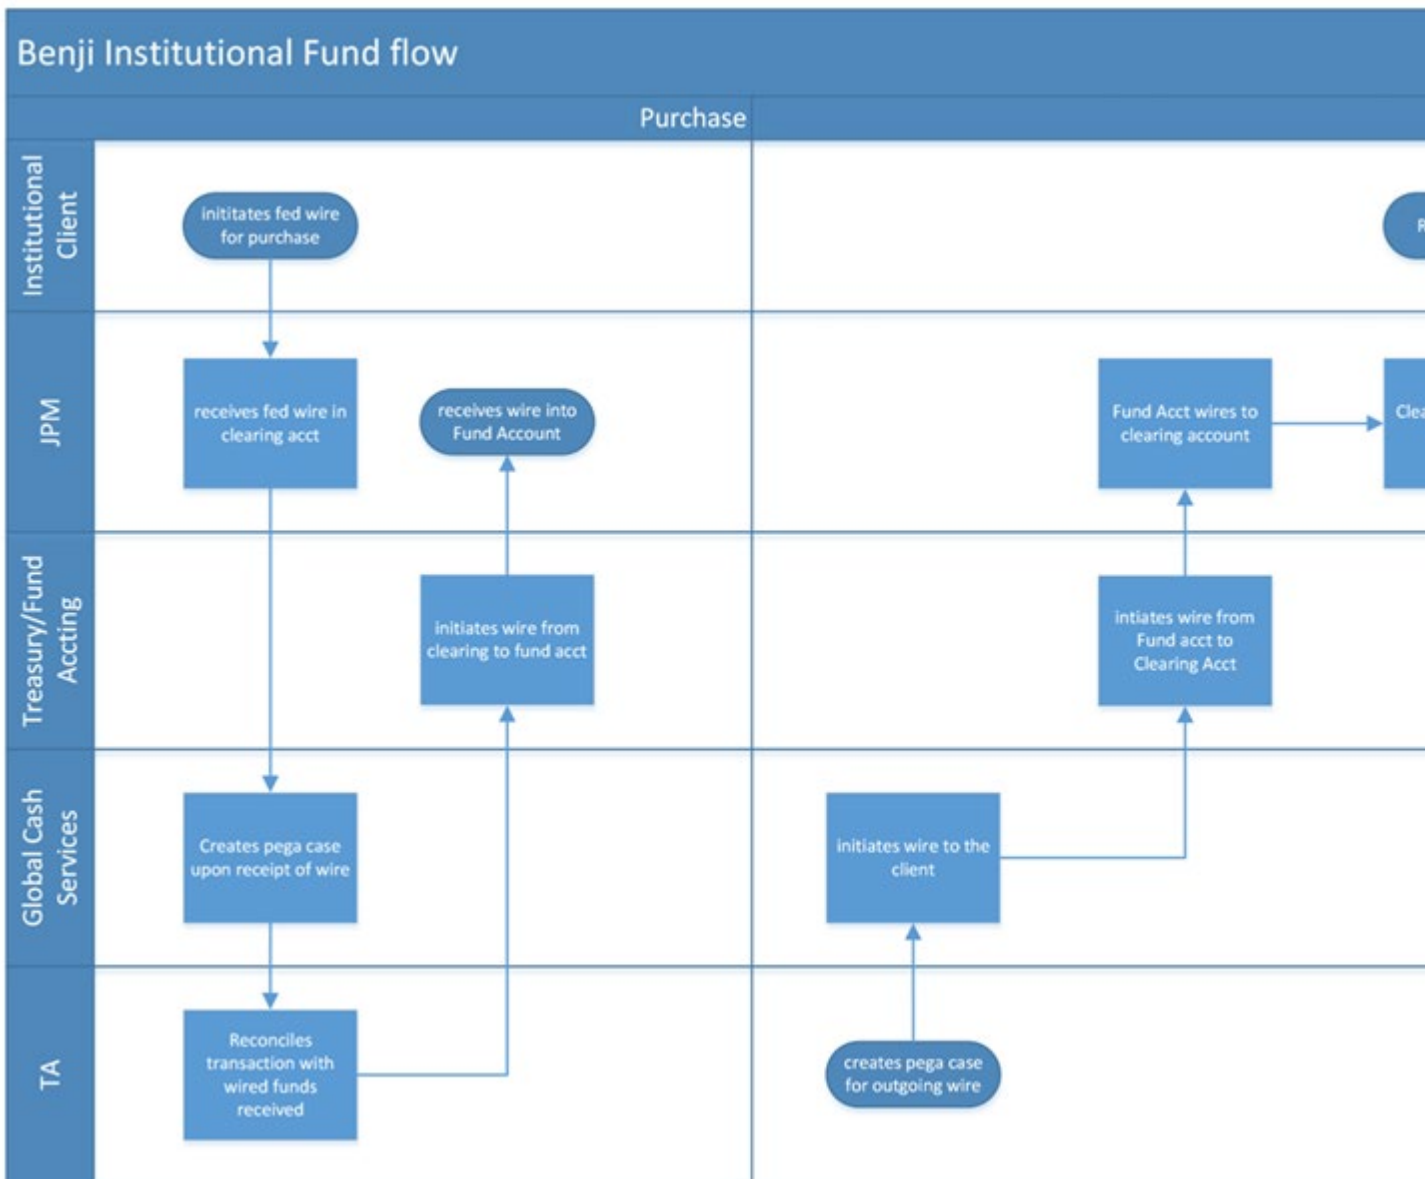 Benji Institutional Fund flow
Purchase
Institutional
Client
inititates fed wire
for purchase
R
JPM
receives fed wire in
clearing acct
receives wire into
Fund Account
Fund Acct wires to
clearing account
Clea
Treasury/Fund
Accting
initiates wire from
clearing to fund acct
intiates wire from
Fund acct to
Clearing Acct
Global Cash
Services
Creates pega case
upon receipt of wire
initiates wire to the
client
TA
Reconciles
transaction with
wired funds
received
creates pega case
for outgoing wire